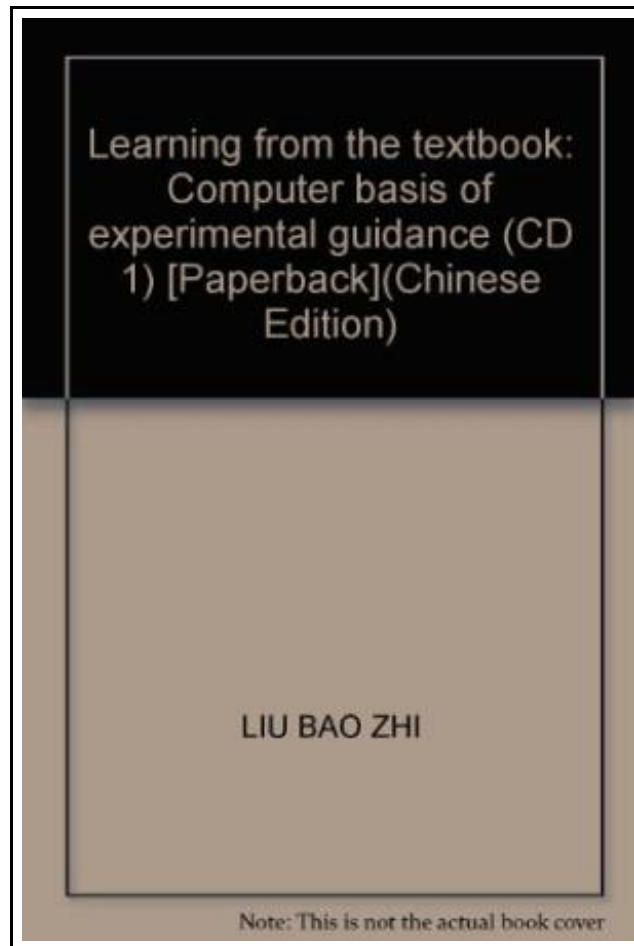 Learning from the textbook:
Computer basis of
experimental guidance (CD
1) [Paperback](Chinese
Edition)
LIU BAO ZHI
Note: This is not the actual book cover